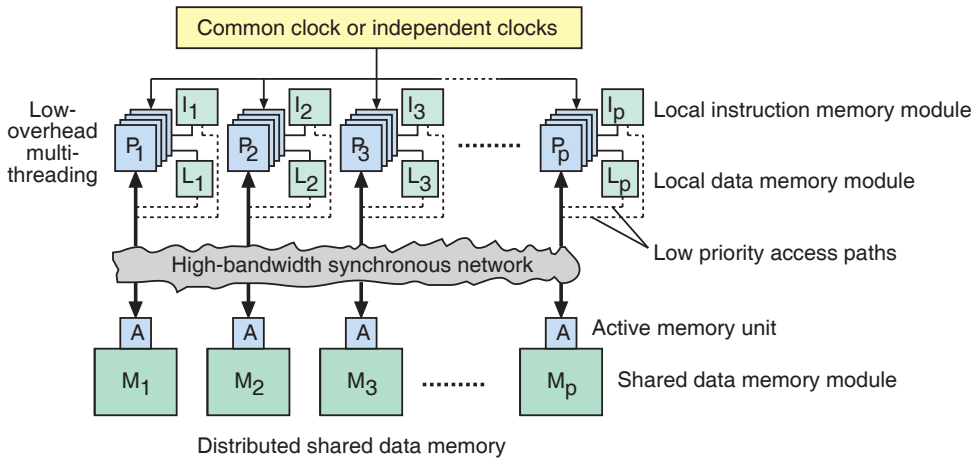 Common clock or independent clocks
Low-
overhead
multi-
threading
P1
I1
L1
P2
I2
L2
P3
I3
L3
Pp
Ip
Lp
Local instruction memory module
Local data memory module
Low priority access paths
High-bandwidth synchronous network
A
A
A
A
Active memory unit
M1
M2
M3
Mp
Shared data memory module
Distributed shared data memory